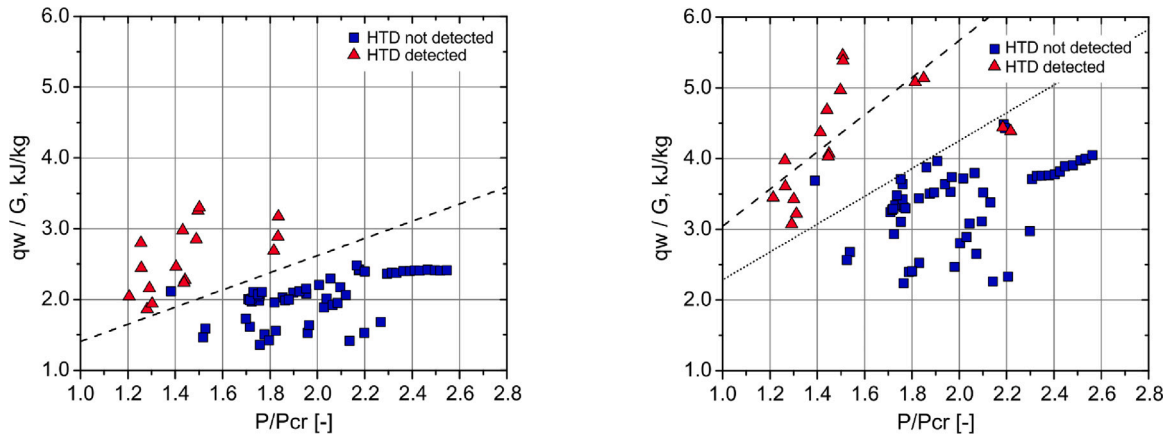 6.0
5.0
4.0
3.0
2.0
1.0
qw / G, kJ/kg
HTD not detected
HTD detected
1.0 1.2 1.4 1.6 1.8 2.0 2.2 2.4 2.6 2.8
P/Pcr [-]
6.0
5.0
4.0
3.0
2.0
1.0
qw / G, kJ/kg
HTD not detected
HTD detected
1.0 1.2 1.4 1.6 1.8 2.0 2.2 2.4 2.6 2.8
P/Pcr [-]